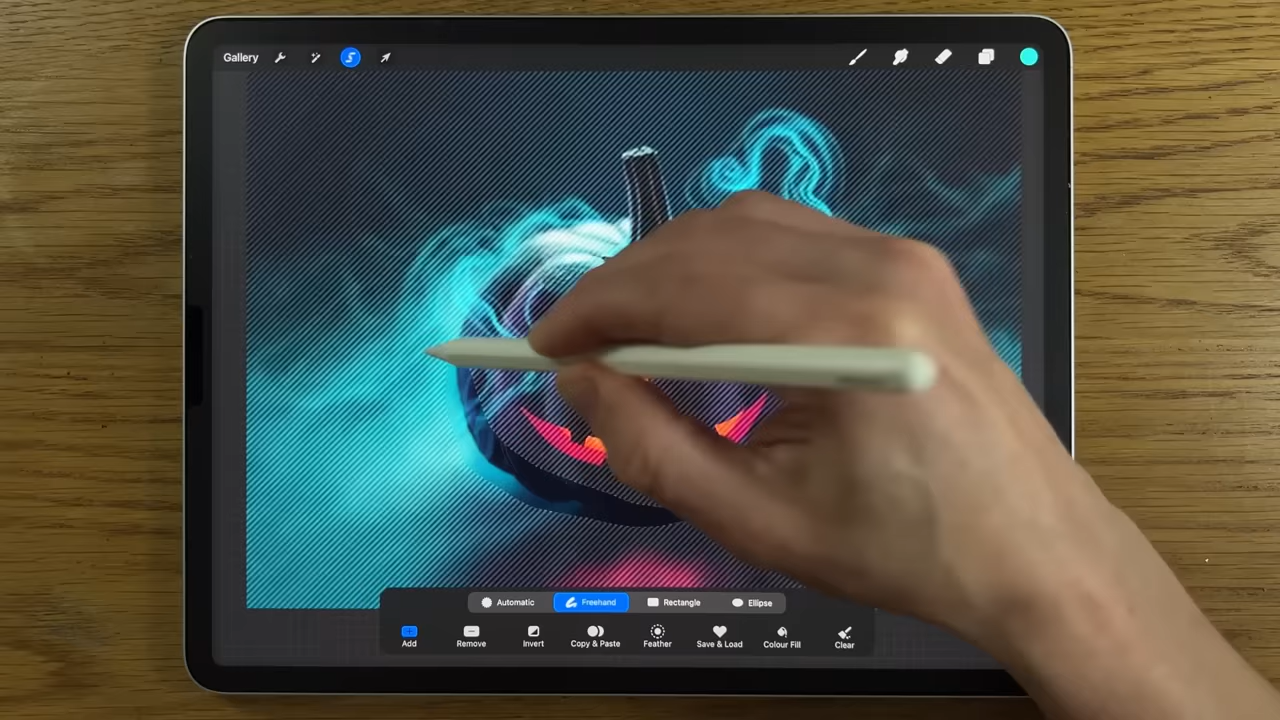 Gallery
Automatic Freehand Rectangle Ellipse
Add Remove Invert Copy & Paste Feather Save & Load Colour Fill Clear